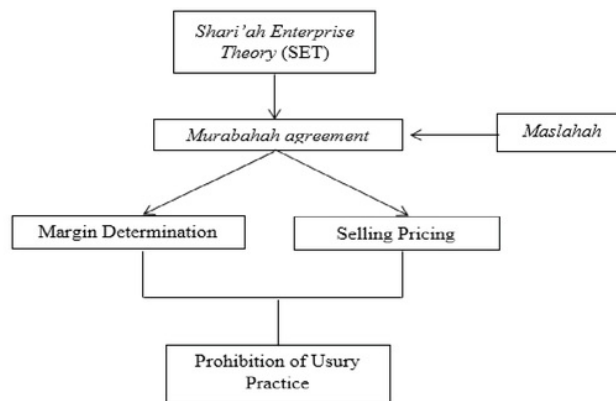 Shari'ah Enterprise
Theory (SET)
Murabahah agreement
Maslahah
Margin Determination
Selling Pricing
Prohibition of Usury
Practice